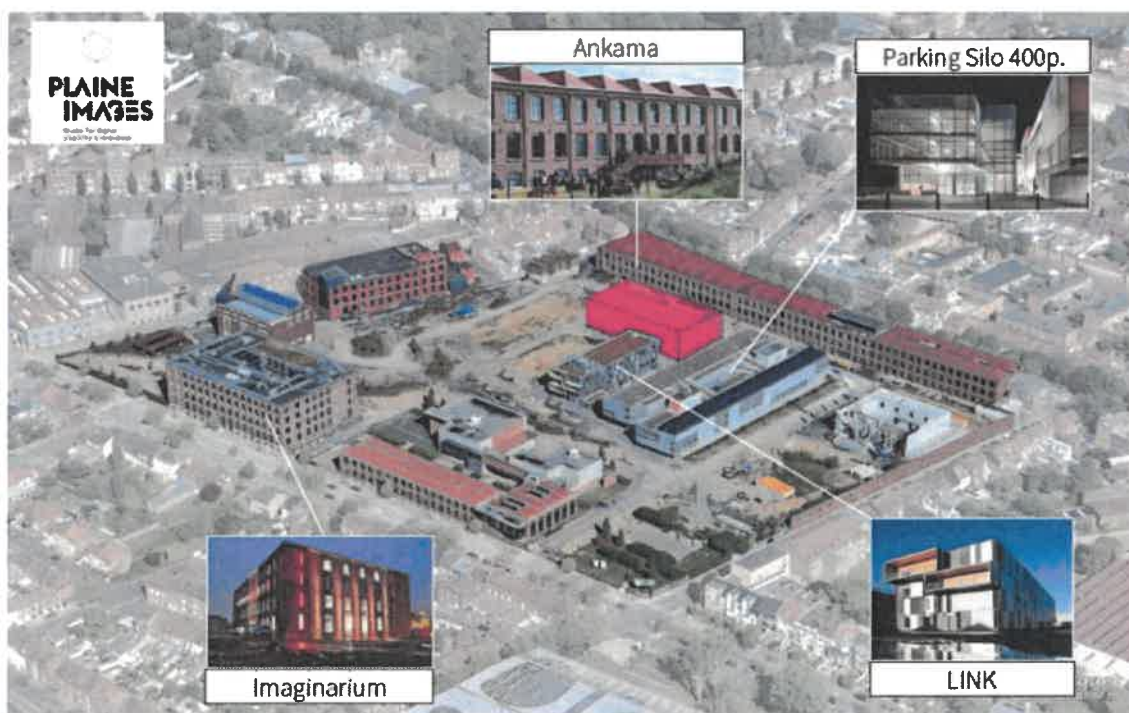 PLAINE
IMAGES
Ankama
Parking Silo 400p.
Imaginarium
LINK